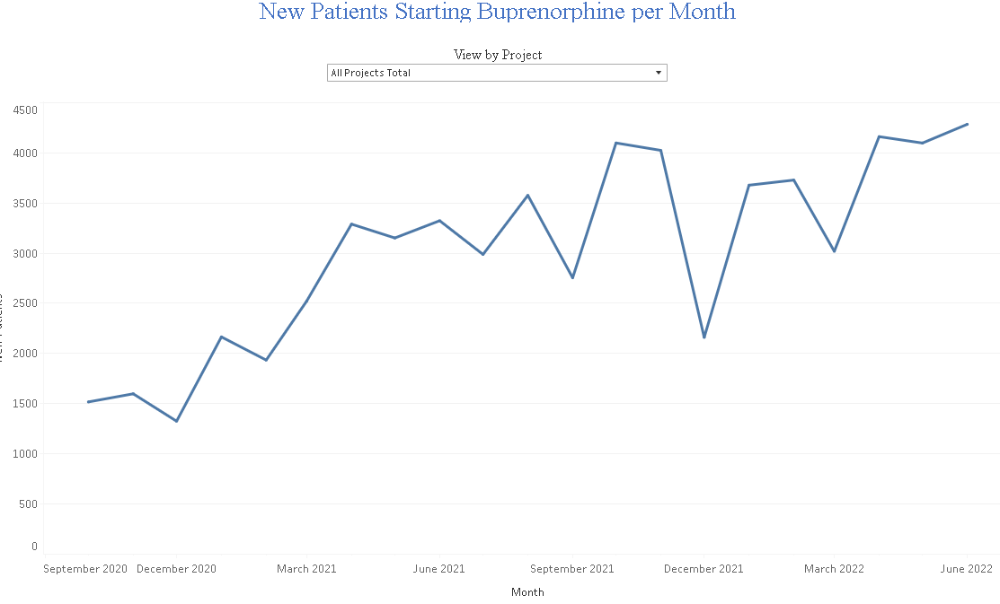 New Patients Starting Buprenorphine per Month
View by Project
All Projects Total
4500
4000
3500
3000
2500
2000
1500
1000
500
0
September 2020 December 2020 March 2021 June 2021 September 2021 December 2021 March 2022 June 2022
Month